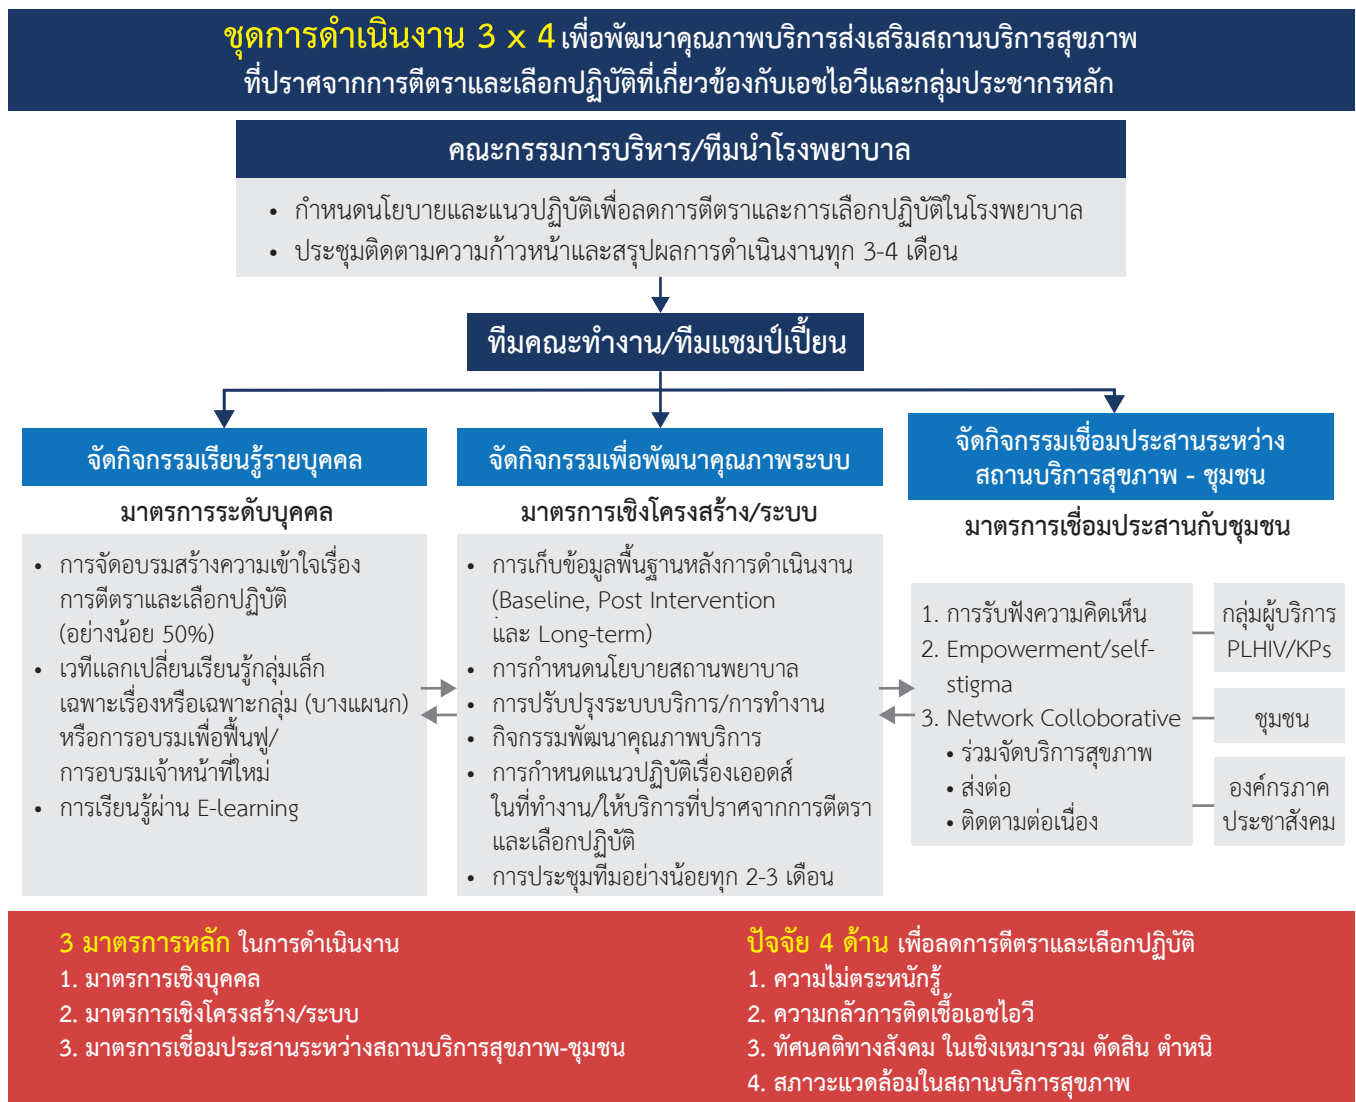 ชุดการดำเนินงาน 3 x 4 เพื่อพัฒนาคุณภาพบริการส่งเสริมสถานบริการสุขภาพ
ที่ปราศจากการตีตราและเลือกปฏิบัติที่เกี่ยวข้องกับเอชไอวีและกลุ่มประชากรหลัก
คณะกรรมการบริหาร/ทีมนำโรงพยาบาล
• กำหนดนโยบายและแนวปฏิบัติเพื่อลดการตีตราและการเลือกปฏิบัติในโรงพยาบาล
• ประชุมติดตามความก้าวหน้าและสรุปผลการดำเนินงานทุก 3-4 เดือน
ทีมคณะทำงาน/ทีมแชมป์เปี้ยน
จัดกิจกรรมเรียนรู้รายบุคคล
มาตรการระดับบุคคล
• การจัดอบรมสร้างความเข้าใจเรื่อง
การตีตราและเลือกปฏิบัติ
(อย่างน้อย 50%)
• เวทีแลกเปลี่ยนเรียนรู้กลุ่มเล็ก
เฉพาะเรื่องหรือเฉพาะกลุ่ม (บางแผนก)
หรือการอบรมเพื่อฟื้นฟู/
การอบรมเจ้าหน้าที่ใหม่
• การเรียนรู้ผ่าน E-learning
จัดกิจกรรมเพื่อพัฒนาคุณภาพระบบ
มาตรการเชิงโครงสร้าง/ระบบ
• การเก็บข้อมูลพื้นฐานหลังการดำเนินงาน
(Baseline, Post Intervention
และ Long-term)
• การกำหนดนโยบายสถานพยาบาล
• การปรับปรุงระบบบริการ/การทำงาน
• กิจกรรมพัฒนาคุณภาพบริการ
• การกำหนดแนวปฏิบัติเรื่องเออดส์
ในที่ทำงาน/ให้บริการที่ปราศจากการตีตรา
และเลือกปฏิบัติ
• การประชุมทีมอย่างน้อยทุก 2-3 เดือน
จัดกิจกรรมเชื่อมประสานระหว่าง
สถานบริการสุขภาพ - ชุมชน
มาตรการเชื่อมประสานกับชุมชน
1. การรับฟังความคิดเห็น
2. Empowerment/self-
stigma
3. Network Colloborative
• ร่วมจัดบริการสุขภาพ
• ส่งต่อ
• ติดตามต่อเนื่อง
กลุ่มผู้บริการ
PLHIV/KPs
ชุมชน
องค์กรภาค
ประชาสังคม
3 มาตรการหลัก ในการดำเนินงาน
1. มาตรการเชิงบุคคล
2. มาตรการเชิงโครงสร้าง/ระบบ
3. มาตรการเชื่อมประสานระหว่างสถานบริการสุขภาพ-ชุมชน
ปัจจัย 4 ด้าน เพื่อลดการตีตราและเลือกปฏิบัติ
1. ความไม่ตระหนักรู้
2. ความกลัวการติดเชื้อเอชไอวี
3. ทัศนคติทางสังคม ในเชิงเหมารวม ตัดสิน ตำหนิ
4. สภาวะแวดล้อมในสถานบริการสุขภาพ